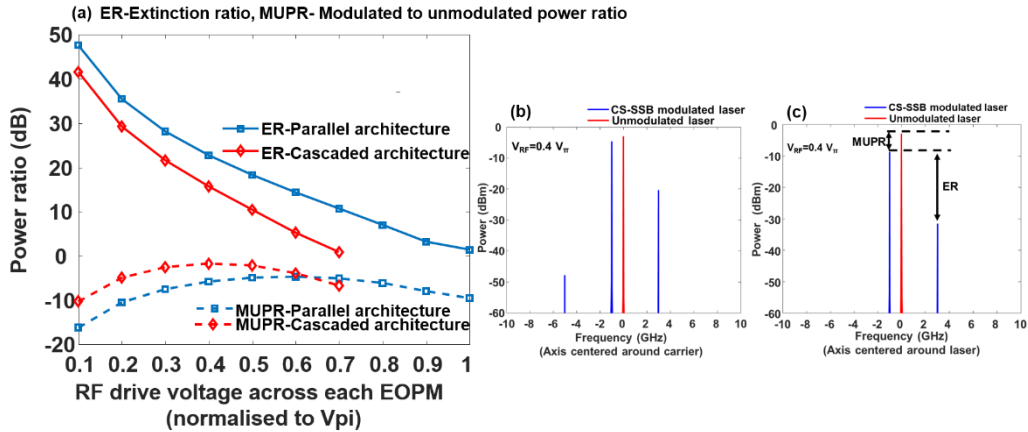 (a) ER-Extinction ratio, MUPR- Modulated to unmodulated power ratio
Power ratio (dB)
50
40
30
20
10
0
-10
-20
ER-Parallel architecture
ER-Cascaded architecture
MUPR-Parallel architecture
MUPR-Cascaded architecture
0.1 0.2 0.3 0.4 0.5 0.6 0.7 0.8 0.9 1
RF drive voltage across each EOPM
(normalised to Vpi)
(b)
CS-SSB modulated laser
Unmodulated laser
VRF=0.4 Vπ
Power (dBm)
0
-10
-20
-30
-40
-50
-60
-10 -8 -6 -4 -2 0 2 4 6 8 10
Frequency (GHz)
(Axis centered around carrier)
(c)
CS-SSB modulated laser
Unmodulated laser
VRF=0.4 Vπ
MUPR
ER
Power (dBm)
0
-10
-20
-30
-40
-50
-60
-10 -8 -6 -4 -2 0 2 4 6 8 10
Frequency (GHz)
(Axis centered around laser)